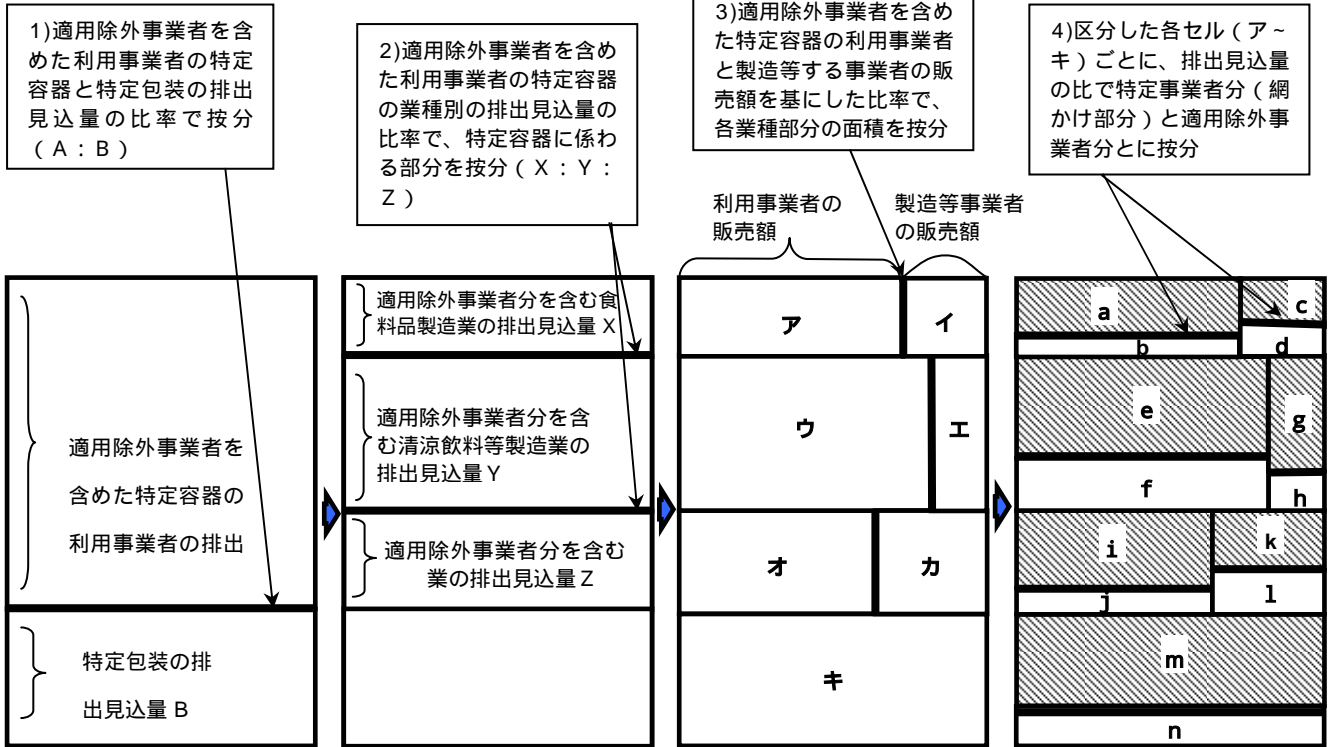 1)適用除外事業者を含
めた利用事業者の特定
容器と特定包装の排出
見込量の比率で按分
(A:B)
2)適用除外事業者を含め
た利用事業者の特定容器
の業種別の排出見込量の
比率で、特定容器に係わ
る部分を按分(X:Y:
Z)
3)適用除外事業者を含め
た特定容器の利用事業者
と製造等する事業者の販
売額を基にした比率で、
各業種部分の面積を按分
4)区分した各セル(ア~
キ)ごとに、排出見込量
の比で特定事業者分(網
かけ部分)と適用除外事
業者分とに按分
利用事業者の
販売額
製造等事業者
の販売額
適用除外事業者を
含めた特定容器の
利用事業者の排出
特定包装の排
出見込量B
適用除外事業者分を含む食
料品製造業の排出見込量X
適用除外事業者分を含
む清涼飲料等製造業の
排出見込量Y
適用除外事業者分を含む
業の排出見込量Z
ア
イ
ウ
エ
オ
カ
キ
a
c
b
d
e
g
f
h
i
k
j
l
m
n